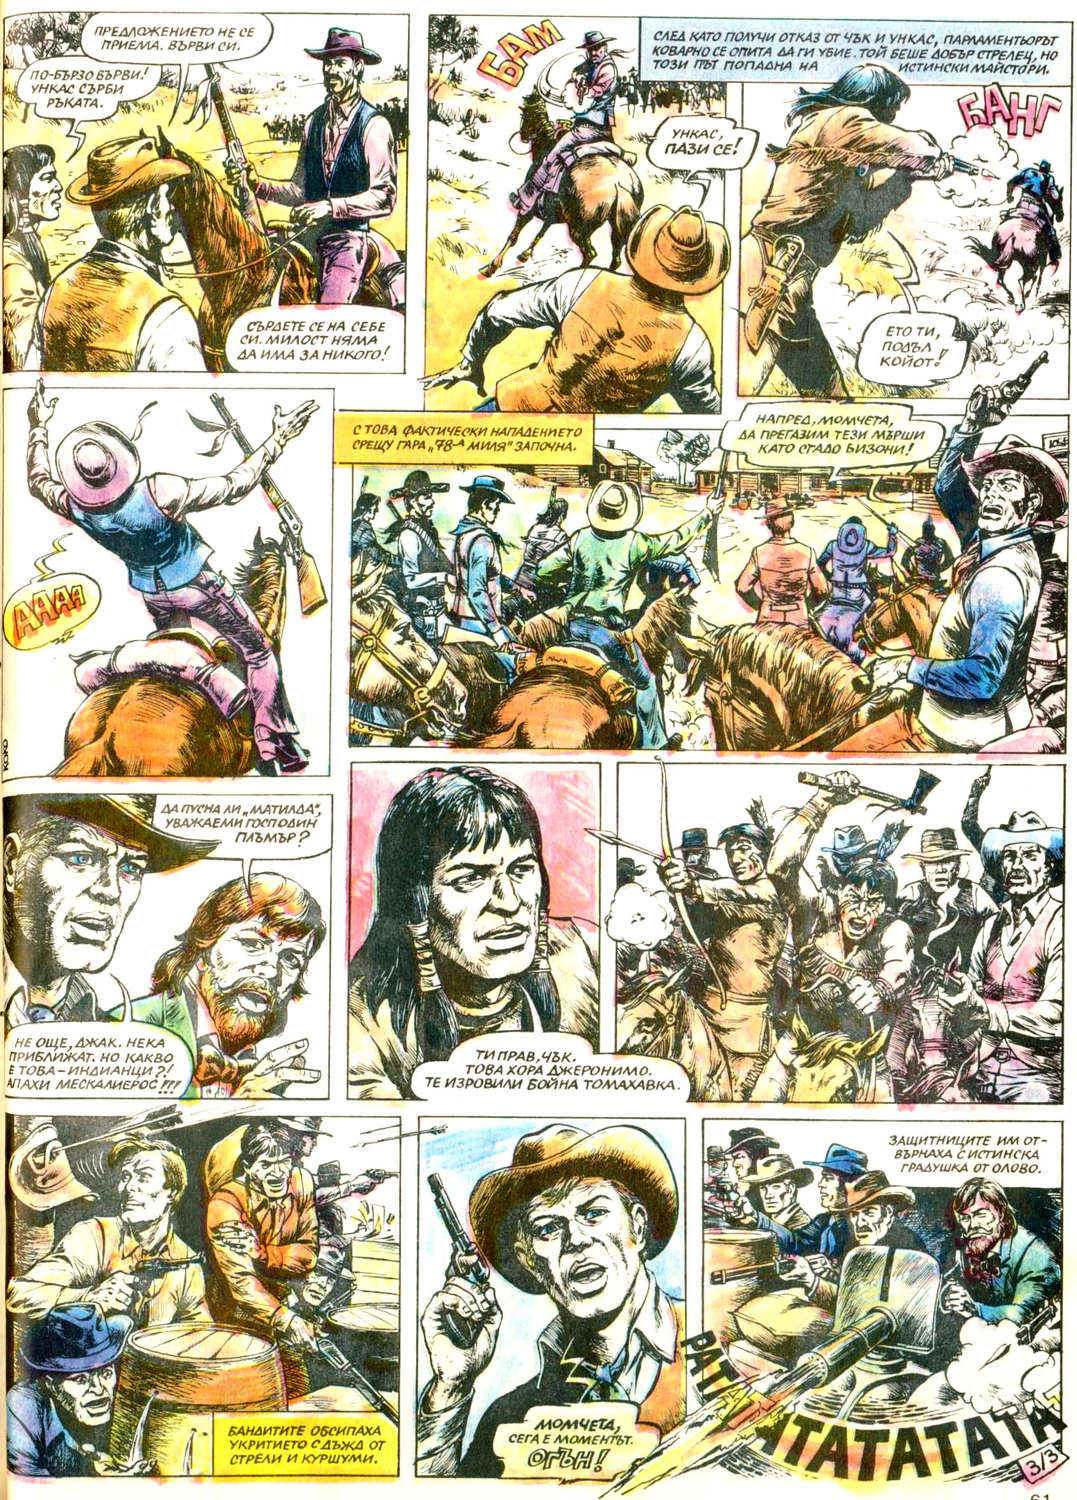 ПРЕДЛОЖЕНИЕТО НЕ СЕ
ПРИЕМА. ВЪРВИ СИ.
ПО-БЪРЗО ВЪРВИ!
УНКАС СЪРБИ
РЪКАТА.
СЪРДЕТЕ СЕ НА СЕБЕ
СИ. МИЛОСТ НЯМА
ДА ИМА ЗА НИКОГО!
БАМ
УНКАС,
ПАЗИ СЕ!
СЛЕД КАТО ПОЛУЧИ ОТКАЗ ОТ ЧЪК И УНКАС, ПАРЛАМЕНТЬОРЪТ
КОВАРНО СЕ ОПИТА ДА ГИ УБИЕ. ТОЙ БЕШЕ ДОБЪР СТРЕЛЕЦ, НО
ТОЗИ ПЪТ ПОПАДНА НА ИСТИНСКИ МАЙСТОРИ.
БАНГ
ЕТО ТИ,
ПОДЪЛ
КОЙОТ!
АААА
КОКО
С ТОВА ФАКТИЧЕСКИ НАПАДЕНИЕТО
СРЕЩУ ГАРА „78-А МИЛЯ" ЗАПОЧНА.
НАПРЕД, МОМЧЕТА,
ДА ПРЕГАЗИМ ТЕЗИ МЪРШИ
КАТО СТАДО БИЗОНИ!
ДА ПУСНА ЛИ „МАТИЛДА",
УВАЖАЕМИ ГОСПОДИН
ПЛЪМЪР?
НЕ ОЩЕ, ДЖАК. НЕКА
ПРИБЛИЖАТ. НО КАКВО
Е ТОВА – ИНДИАНЦИ?!
АПАХИ МЕСКАЛИЕРОС!!!
ТИ ПРАВ, ЧЪК.
ТОВА ХОРА ДЖЕРОНИМО.
ТЕ ИЗРОВИЛИ БОЙНА ТОМАХАВКА.
БАНДИТИТЕ ОБСИПАХА
УКРИТИЕТО С ДЪЖД ОТ
СТРЕЛИ И КУРШУМИ.
МОМЧЕТА,
СЕГА Е МОМЕНТЪТ.
ОГЪН!
ЗАЩИТНИЦИТЕ ИМ ОТ-
ВЪРНАХА С ИСТИНСКА
ГРАДУШКА ОТ ОЛОВО.
РАТАТАТАТАТАТАТА
3/3
61